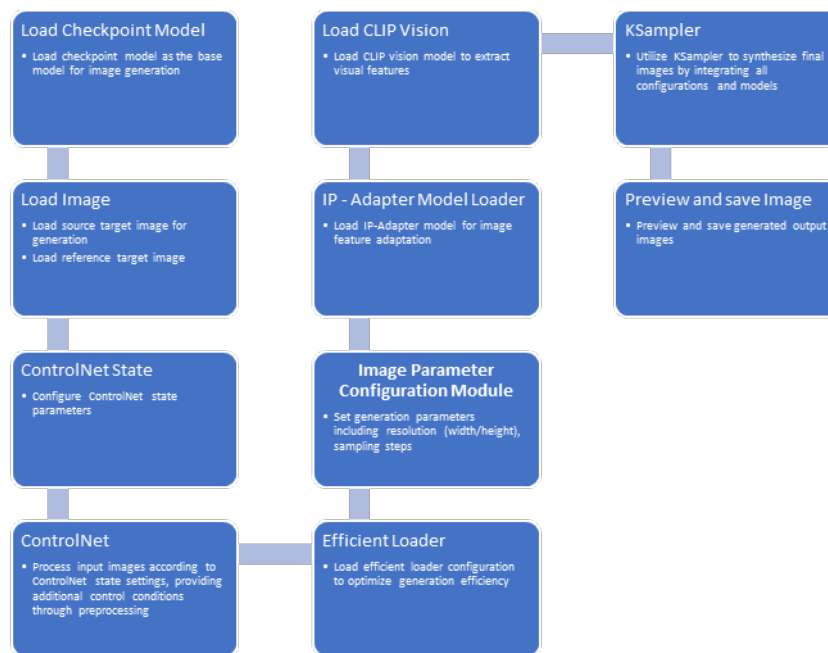 Load Checkpoint Model
• Load checkpoint model as the base
model for image generation
Load Image
• Load source target image for
generation
• Load reference target image
ControlNet State
• Configure ControlNet state
parameters
ControlNet
• Process input images according to
ControlNet state settings, providing
additional control conditions
through preprocessing
Efficient Loader
• Load efficient loader configuration
to optimize generation efficiency
Image Parameter
Configuration Module
• Set generation parameters
including resolution (width/height),
sampling steps
IP - Adapter Model Loader
• Load IP-Adapter model for image
feature adaptation
Load CLIP Vision
• Load CLIP vision model to extract
visual features
KSampler
• Utilize KSampler to synthesize final
images by integrating all
configurations and models
Preview and save Image
• Preview and save generated output
images